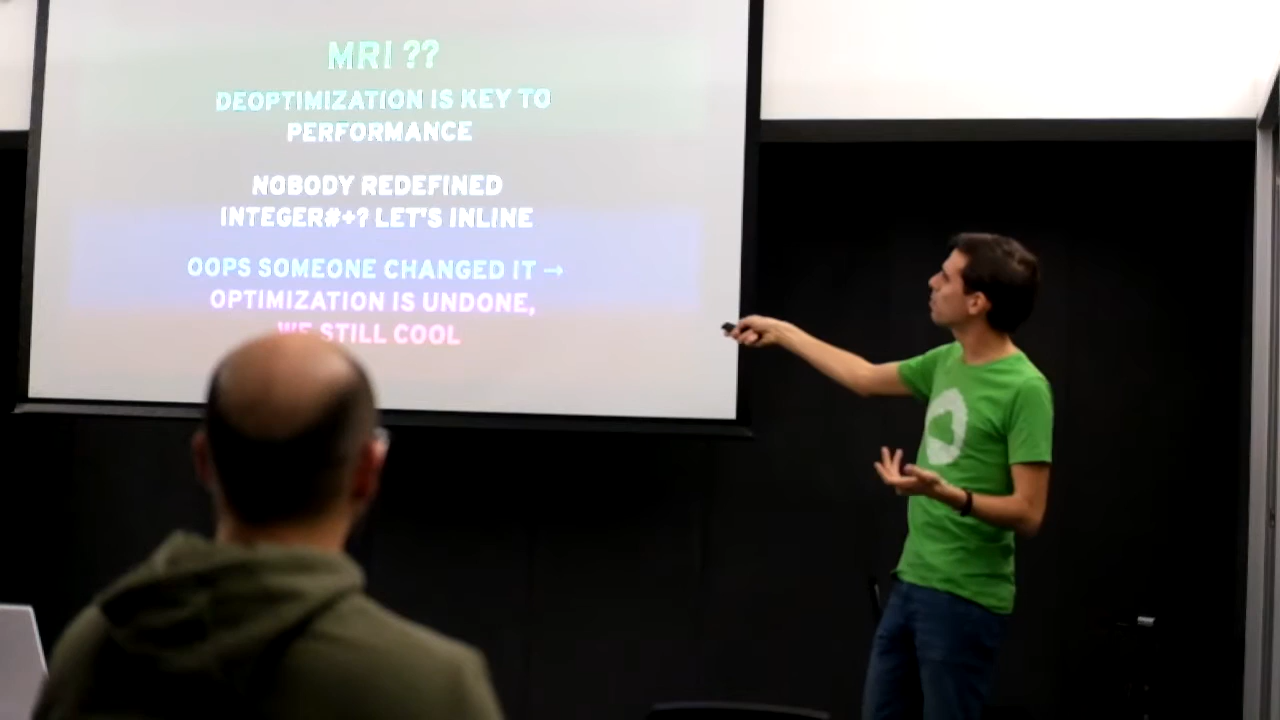 MRI ??
DEOPTIMIZATION IS KEY TO
PERFORMANCE
NOBODY REDEFINED
INTEGER#+? LET'S INLINE
OOPS SOMEONE CHANGED IT →
OPTIMIZATION IS UNDONE,
WE STILL COOL